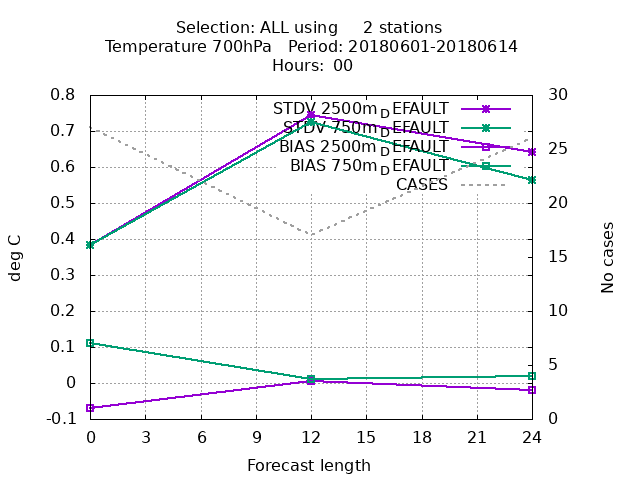 Selection: ALL using     2 stations
Temperature 700hPa   Period: 20180601-20180614
Hours:  00
STDV 2500m_DEFAULT
STDV 750m_DEFAULT
BIAS 2500m_DEFAULT
BIAS 750m_DEFAULT
CASES
0.8
0.7
0.6
0.5
0.4
0.3
0.2
0.1
0
-0.1
deg C
30
25
20
15
10
5
0
No cases
0 3 6 9 12 15 18 21 24
Forecast length